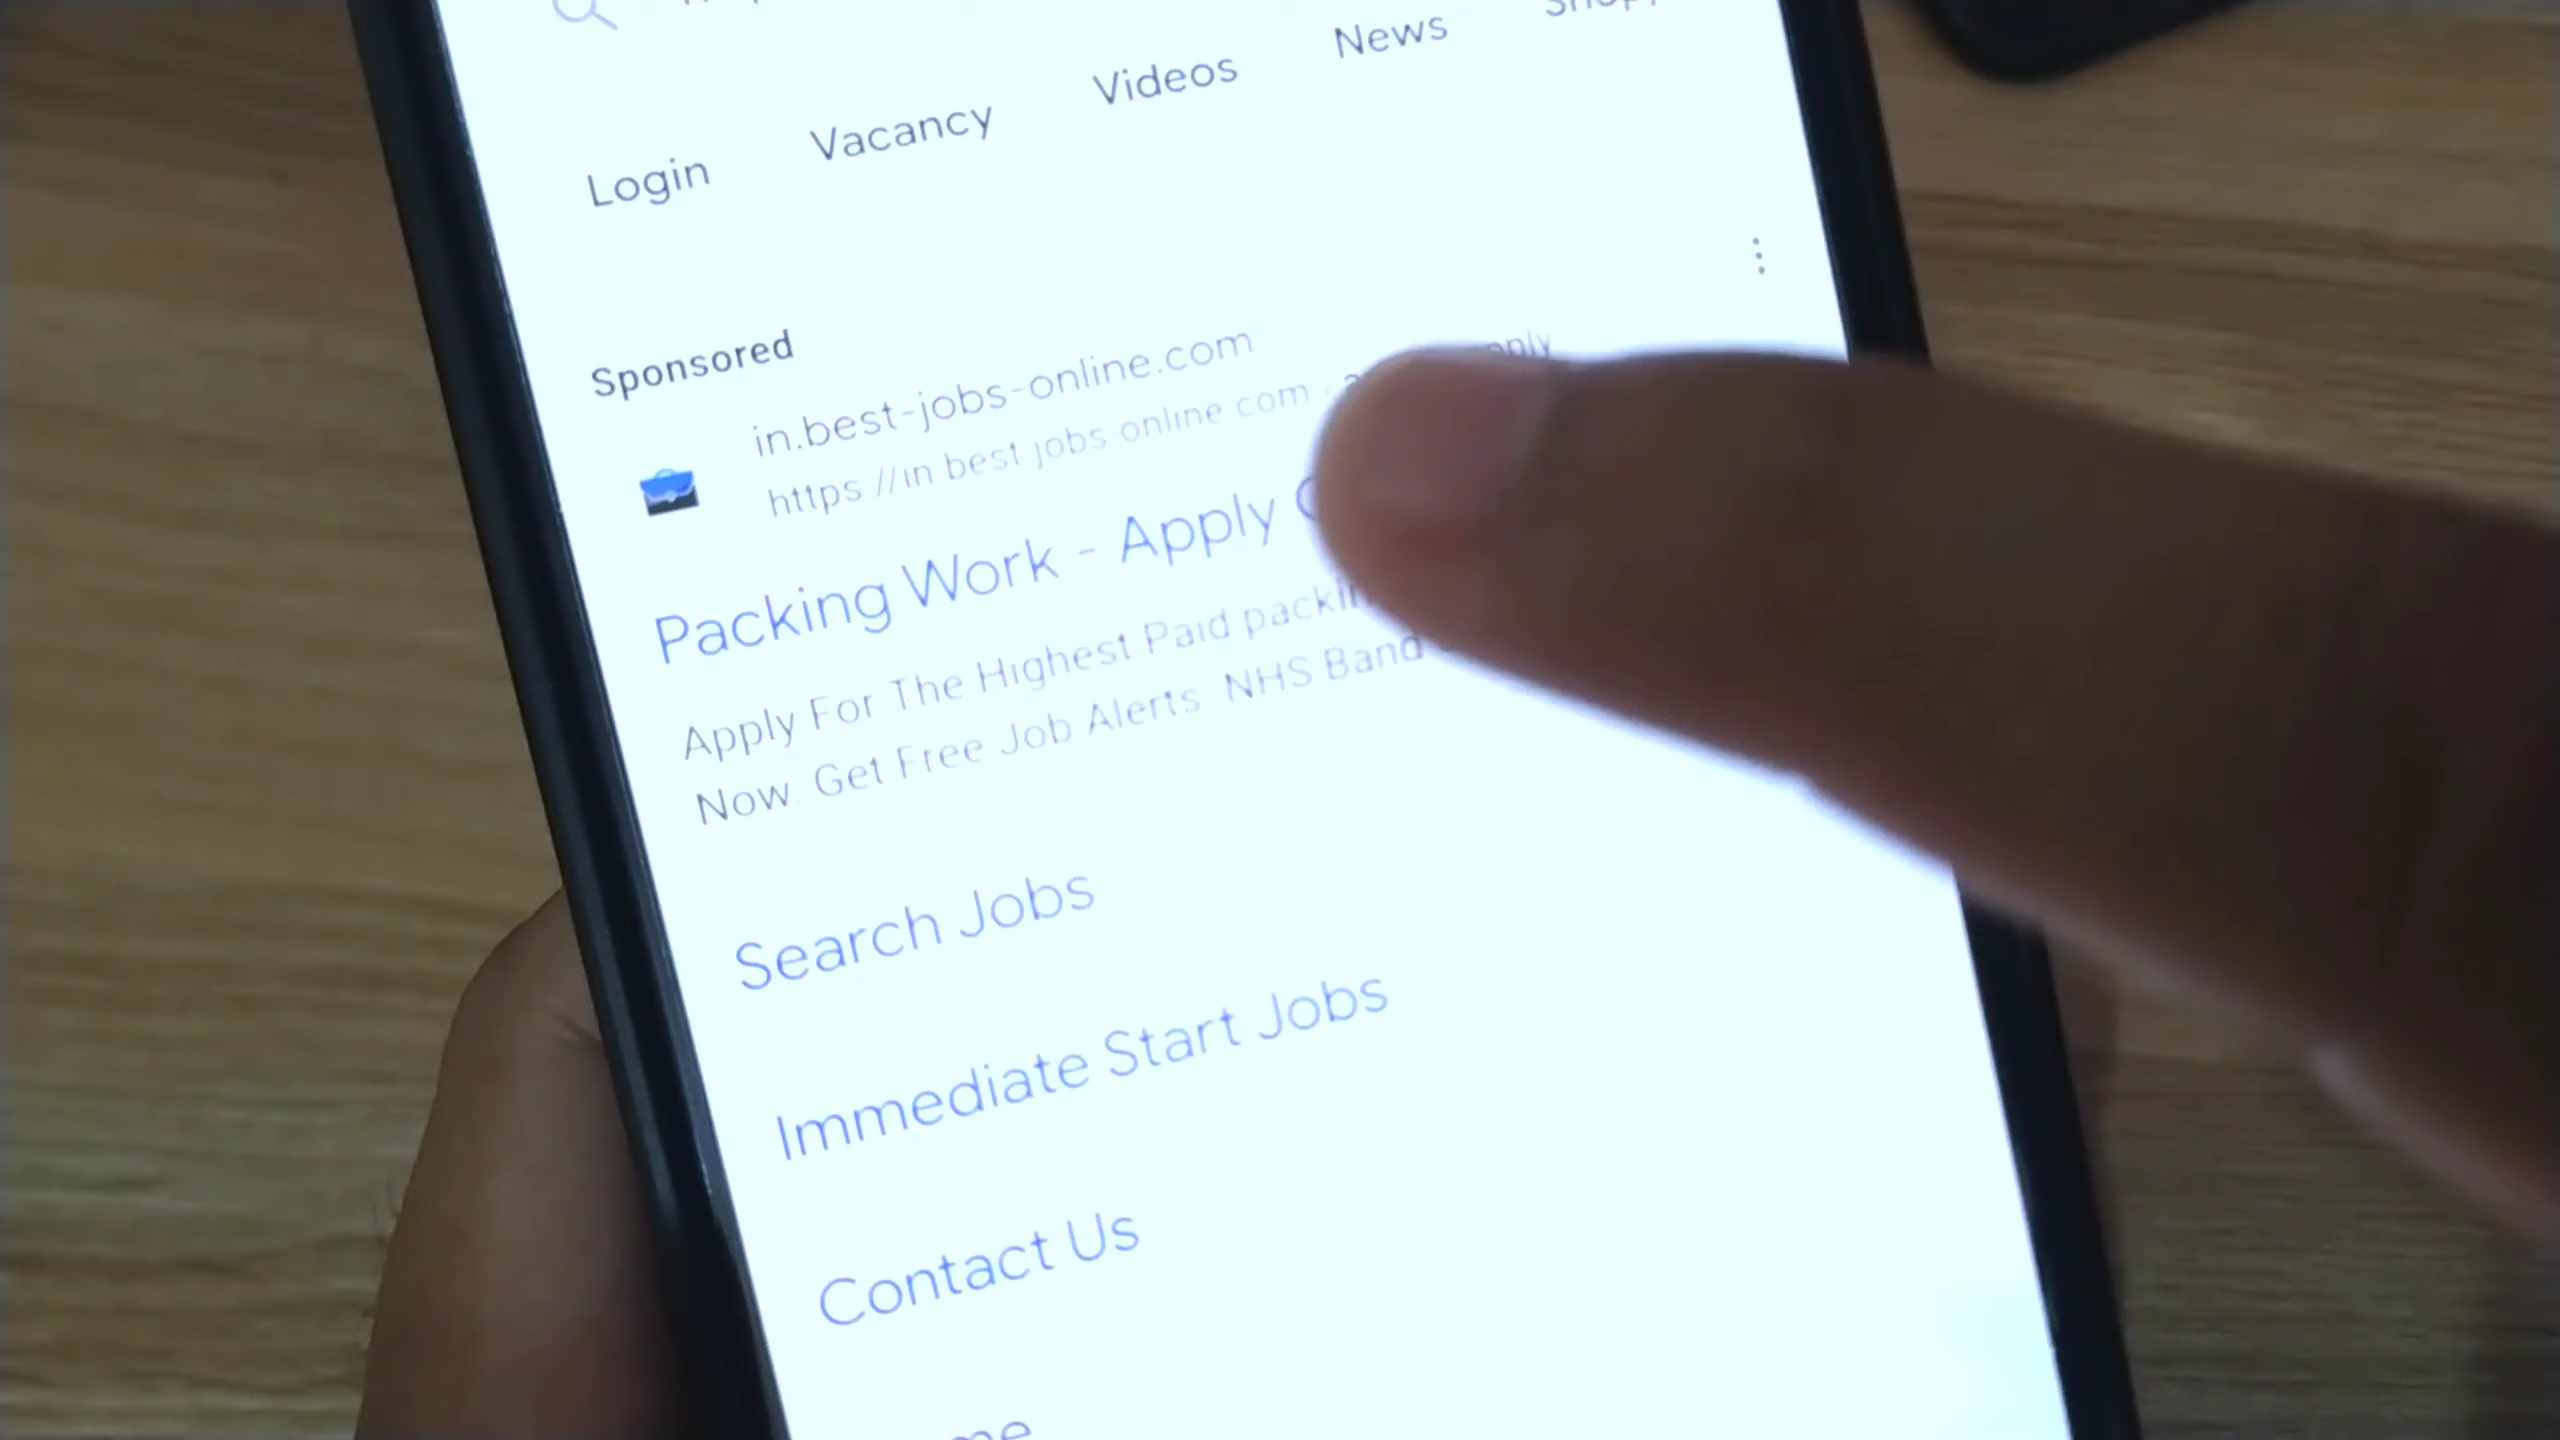 News
Videos
Vacancy
Login
Sponsored
in.best-jobs-online.com
https //in best jobs online com
Packing Work - Apply
Apply For The Highest Paid
Now. Get Free Job Alerts NHS Band
Search Jobs
Immediate Start Jobs
Contact Us